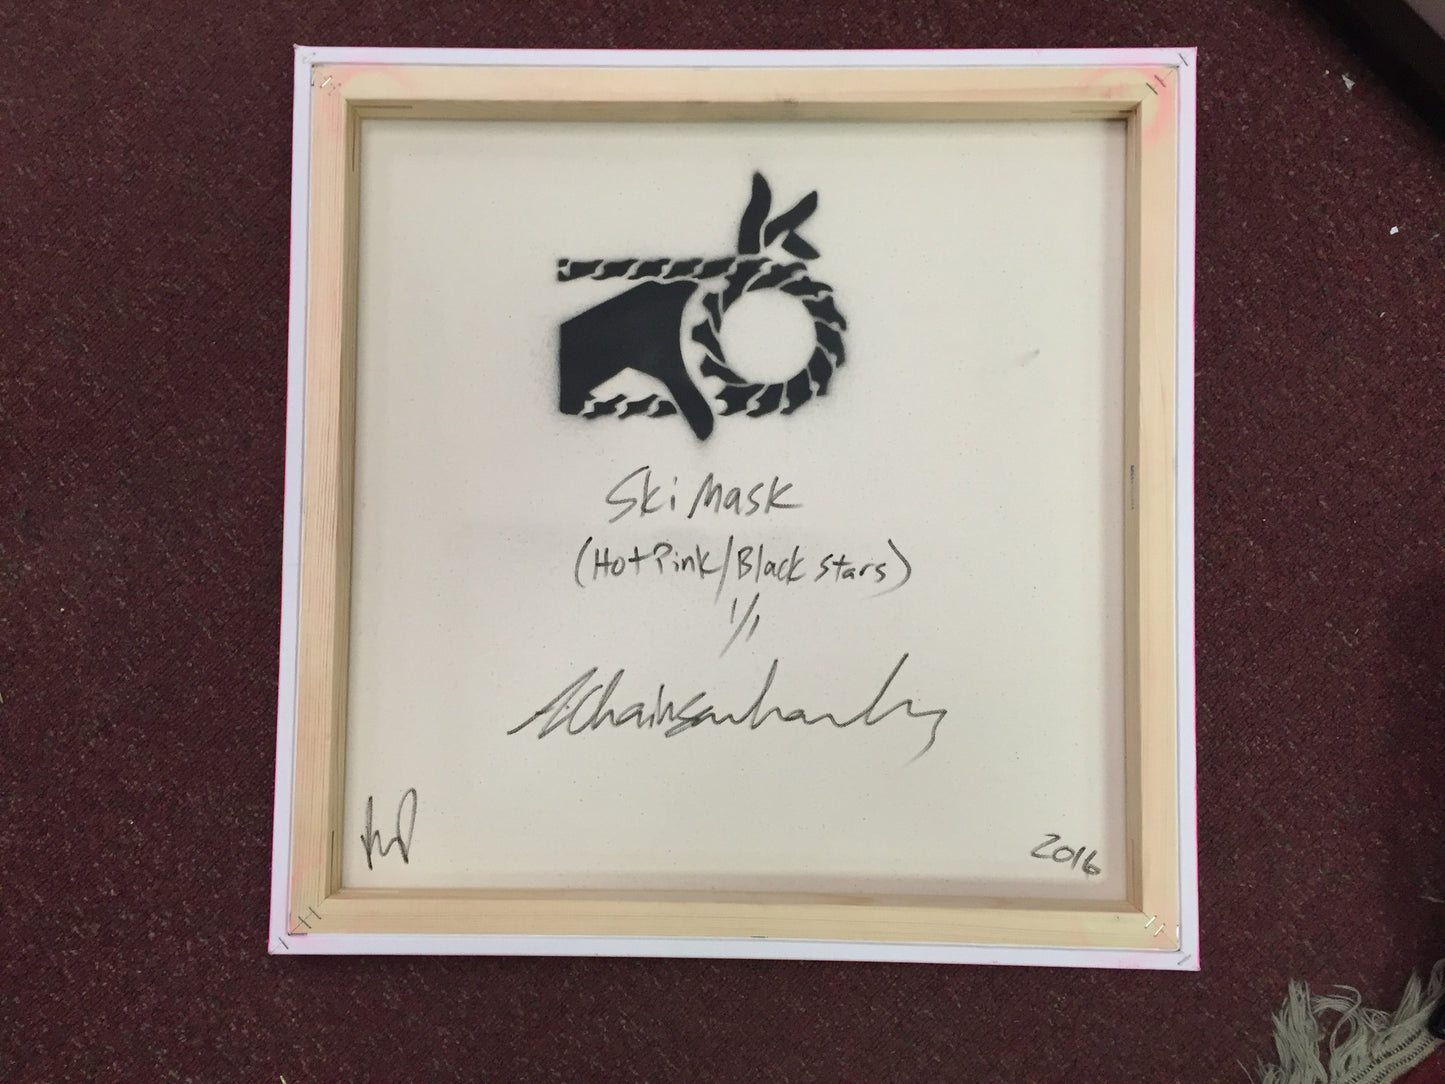 Ski Mask
(Hot Pink/Black stars)
1/1
2016